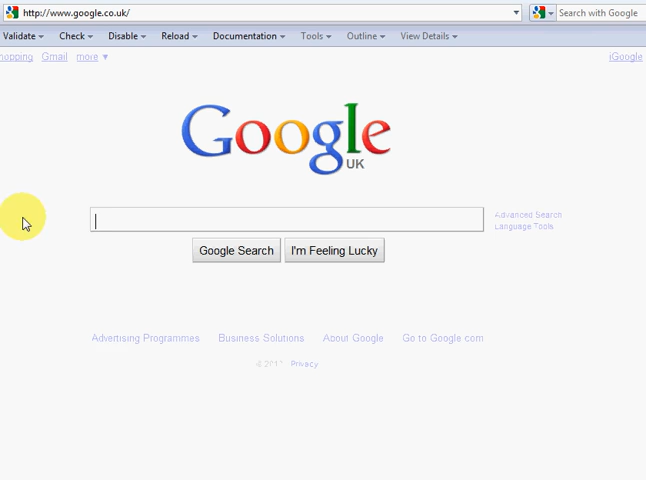 http://www.google.co.uk/
Search with Google
Validate Check Disable Reload Documentation Tools Outline View Details
hopping Gmail more ▼
iGoogle
Google
UK
Advanced Search
Language Tools
Google Search I'm Feeling Lucky
Advertising Programmes Business Solutions About Google Go to Google.com
© Privacy